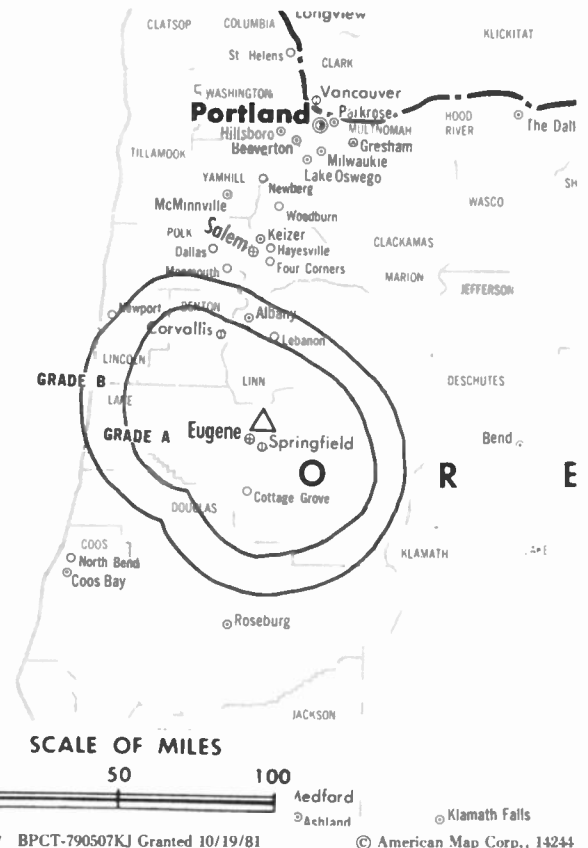 Longview
CLATSOP COLUMBIA KLICKITAT
St Helens CLARK
WASHINGTON Vancouver
Portland Parkrose
HOOD RIVER
The Dall
Hillsboro MULTNOMAH
Beaverton Gresham
TILLAMOOK Milwaukie
Lake Oswego
YAMHILL Newberg SH
McMinnville WASCO
Woodburn
POLK Salem Keizer
Dallas Hayesville CLACKAMAS
Monmouth Four Corners MARION
JEFFERSON
Newport BENTON Albany
Corvallis Lebanon
LINCOLN
GRADE B LINN DESCHUTES
LANE
GRADE A Eugene Springfield Bend
O R E
Cottage Grove
DOUGLAS
COOS KLAMATH
North Bend
Coos Bay
Roseburg
JACKSON
SCALE OF MILES
50 100
Medford
Ashland Klamath Falls
BPCT-790507KJ Granted 10/19/81 © American Map Corp., 14244